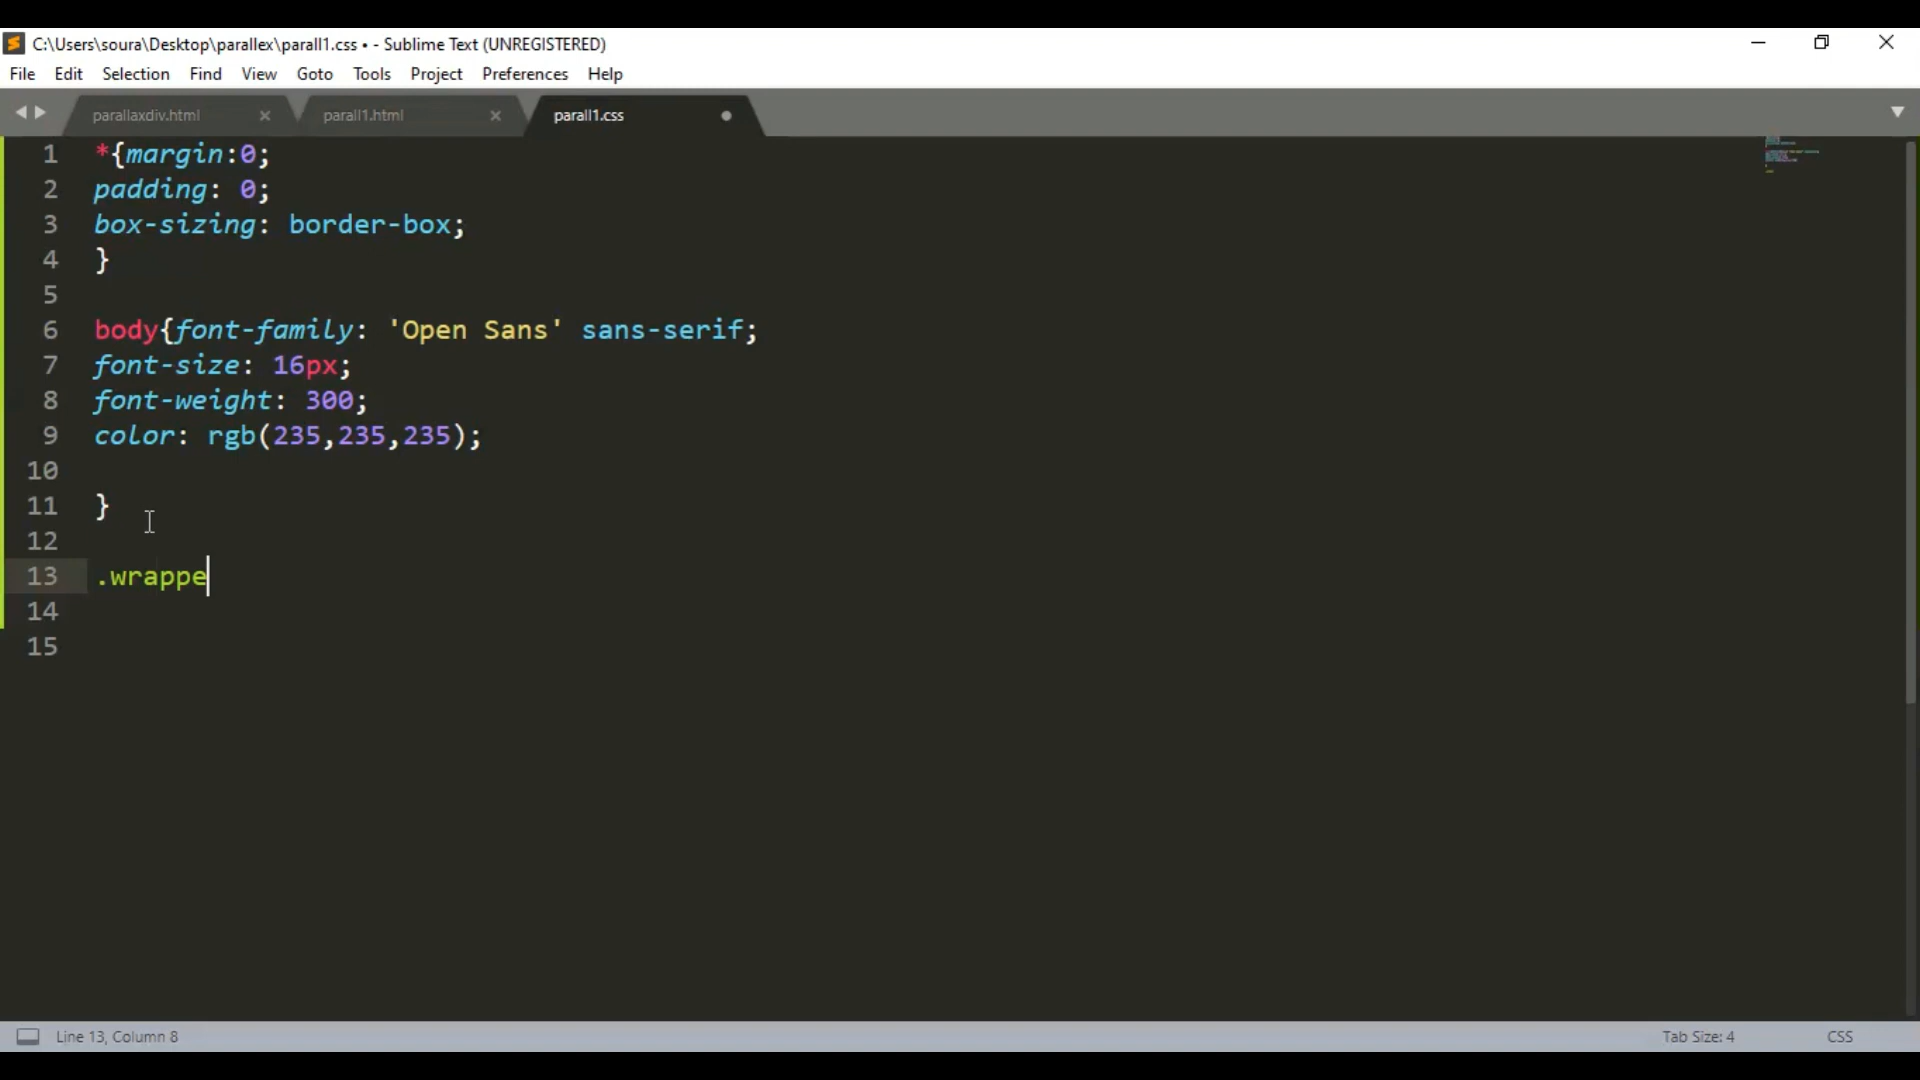 C:\Users\soura\Desktop\parallex\parall1.css • - Sublime Text (UNREGISTERED)
File Edit Selection Find View Goto Tools Project Preferences Help
parallaxdiv.html parall1.html parall1.css
1 *{margin:0;
2 padding: 0;
3 box-sizing: border-box;
4 }
5
6 body{font-family: 'Open Sans' sans-serif;
7 font-size: 16px;
8 font-weight: 300;
9 color: rgb(235,235,235);
10
11 }
12
13 .wrappe
14
15
Line 13, Column 8 Tab Size: 4 CSS